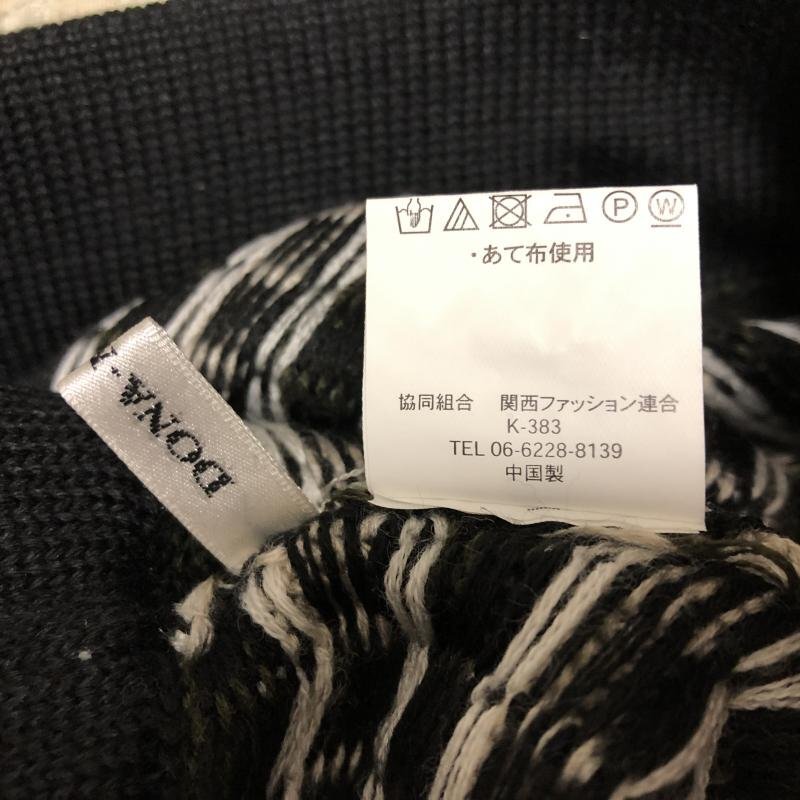 P W
・あて布使用
協同組合 関西ファッション連合
K-383
TEL 06-6228-8139
中国製
DONA